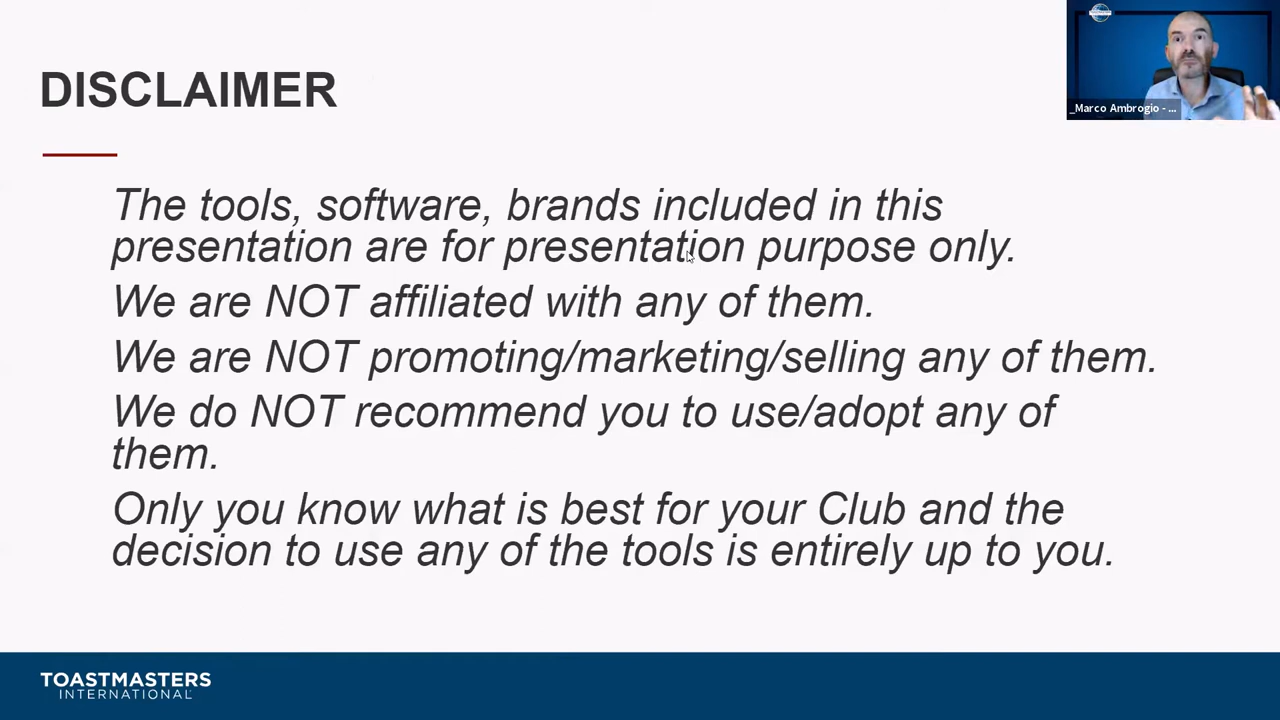 DISCLAIMER
_Marco Ambrogio - ...
The tools, software, brands included in this
presentation are for presentation purpose only.
We are NOT affiliated with any of them.
We are NOT promoting/marketing/selling any of them.
We do NOT recommend you to use/adopt any of
them.
Only you know what is best for your Club and the
decision to use any of the tools is entirely up to you.
TOASTMASTERS
INTERNATIONAL